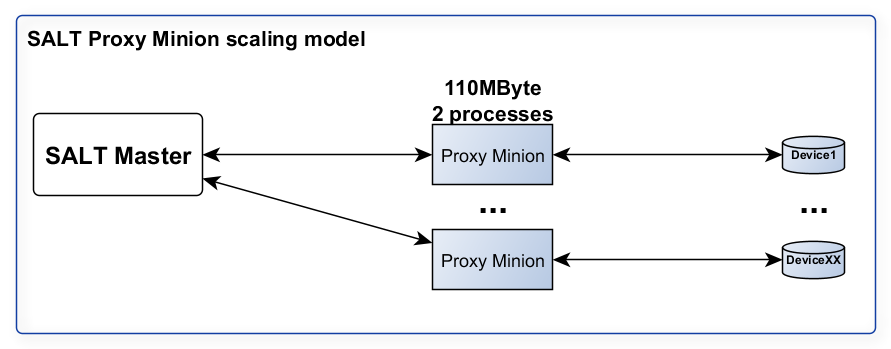 SALT Proxy Minion scaling model
110MByte
2 processes
SALT Master
Proxy Minion
Device1
...
...
Proxy Minion
DeviceXX